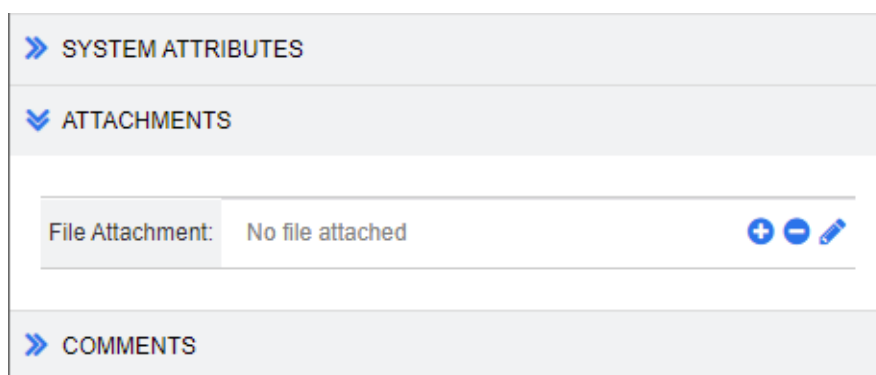 SYSTEM ATTRIBUTES
ATTACHMENTS
File Attachment: No file attached
COMMENTS